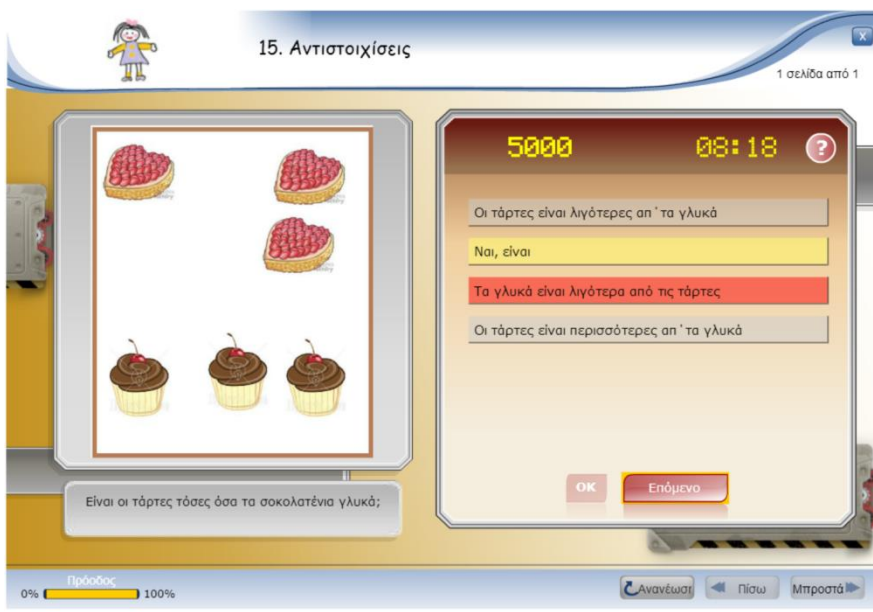 15. Αντιστοιχίσεις
x
1 σελίδα από 1
5000
08:18
?
Οι τάρτες είναι λιγότερες απ΄τα γλυκά
Ναι, είναι
Τα γλυκά είναι λιγότερα από τις τάρτες
Οι τάρτες είναι περισσότερες απ΄τα γλυκά
OK
Επόμενο
Είναι οι τάρτες τόσες όσα τα σοκολατένια γλυκά;
Πρόοδος
0%
100%
Ανανέωσι
Πίσω
Μπροστά